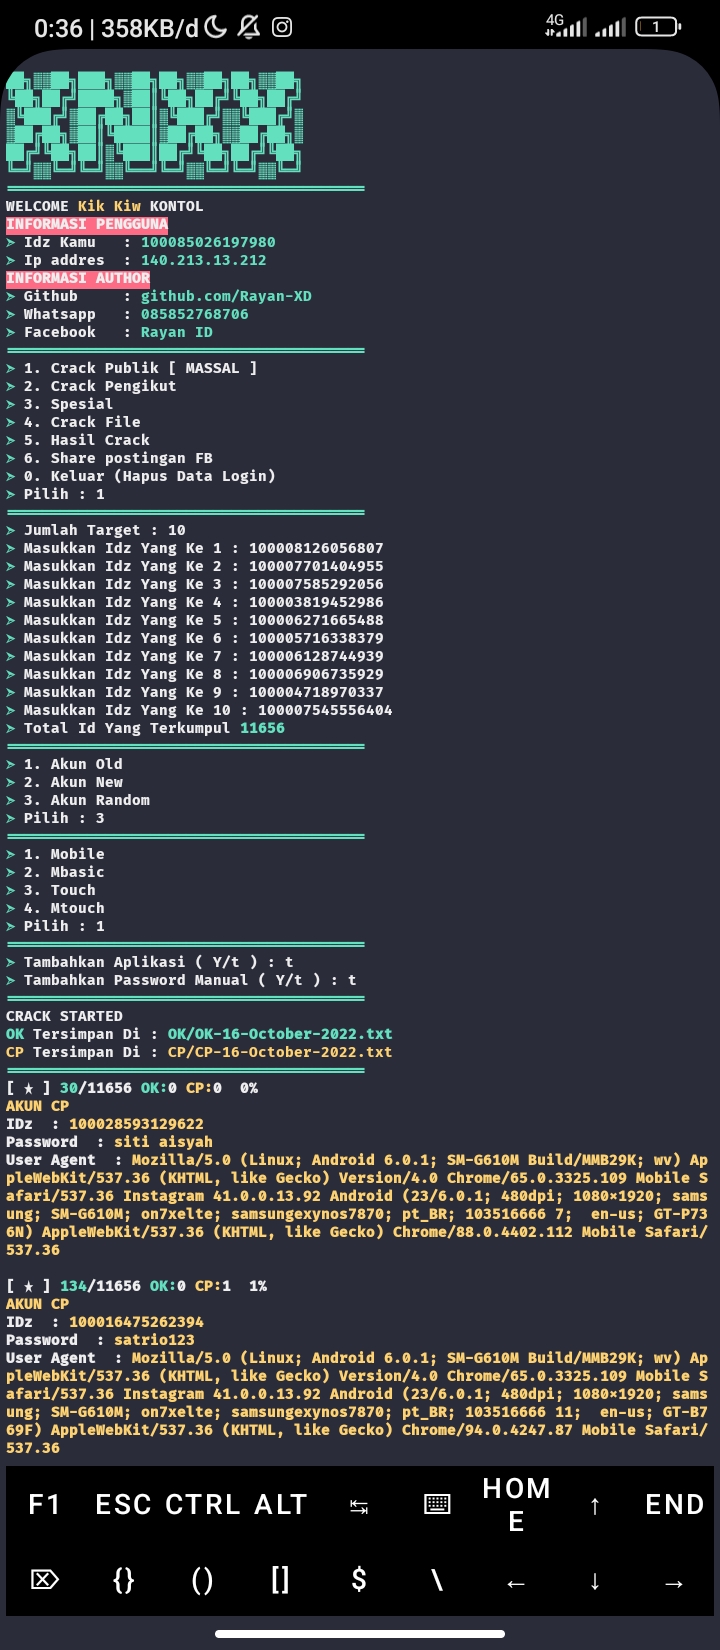 0:36 | 358KB/d
4G
1
WELCOME Kik Kiw KONTOL
INFORMASI PENGGUNA
➤ Idz Kamu   : 100085026197980
➤ Ip addres  : 140.213.13.212
INFORMASI AUTHOR
➤ Github     : github.com/Rayan-XD
➤ Whatsapp   : 085852768706
➤ Facebook   : Rayan ID
➤ 1. Crack Publik [ MASSAL ]
➤ 2. Crack Pengikut
➤ 3. Spesial
➤ 4. Crack File
➤ 5. Hasil Crack
➤ 6. Share postingan FB
➤ 0. Keluar (Hapus Data Login)
➤ Pilih : 1
➤ Jumlah Target : 10
➤ Masukkan Idz Yang Ke 1 : 100008126056807
➤ Masukkan Idz Yang Ke 2 : 100007701404955
➤ Masukkan Idz Yang Ke 3 : 100007585292056
➤ Masukkan Idz Yang Ke 4 : 100003819452986
➤ Masukkan Idz Yang Ke 5 : 100006271665488
➤ Masukkan Idz Yang Ke 6 : 100005716338379
➤ Masukkan Idz Yang Ke 7 : 100006128744939
➤ Masukkan Idz Yang Ke 8 : 100006906735929
➤ Masukkan Idz Yang Ke 9 : 100004718970337
➤ Masukkan Idz Yang Ke 10 : 100007545556404
➤ Total Id Yang Terkumpul 11656
➤ 1. Akun Old
➤ 2. Akun New
➤ 3. Akun Random
➤ Pilih : 3
➤ 1. Mobile
➤ 2. Mbasic
➤ 3. Touch
➤ 4. Mtouch
➤ Pilih : 1
➤ Tambahkan Aplikasi ( Y/t ) : t
➤ Tambahkan Password Manual ( Y/t ) : t
CRACK STARTED
OK Tersimpan Di : OK/OK-16-October-2022.txt
CP Tersimpan Di : CP/CP-16-October-2022.txt
[ ★ ] 30/11656 OK:0 CP:0  0%
AKUN CP
IDz  : 100028593129622
Password  : siti aisyah
User Agent  : Mozilla/5.0 (Linux; Android 6.0.1; SM-G610M Build/MMB29K; wv) Ap
pleWebKit/537.36 (KHTML, like Gecko) Version/4.0 Chrome/65.0.3325.109 Mobile S
afari/537.36 Instagram 41.0.0.13.92 Android (23/6.0.1; 480dpi; 1080×1920; sams
ung; SM-G610M; on7xelte; samsungexynos7870; pt_BR; 103516666 7;  en-us; GT-P73
6N) AppleWebKit/537.36 (KHTML, like Gecko) Chrome/88.0.4402.112 Mobile Safari/
537.36
[ ★ ] 134/11656 OK:0 CP:1  1%
AKUN CP
IDz  : 100016475262394
Password  : satrio123
User Agent  : Mozilla/5.0 (Linux; Android 6.0.1; SM-G610M Build/MMB29K; wv) Ap
pleWebKit/537.36 (KHTML, like Gecko) Version/4.0 Chrome/65.0.3325.109 Mobile S
afari/537.36 Instagram 41.0.0.13.92 Android (23/6.0.1; 480dpi; 1080×1920; sams
ung; SM-G610M; on7xelte; samsungexynos7870; pt_BR; 103516666 11;  en-us; GT-B7
69F) AppleWebKit/537.36 (KHTML, like Gecko) Chrome/94.0.4247.87 Mobile Safari/
537.36
F1 ESC CTRL ALT ↹ ⌨ HOM ↑ END
E
⌦ {} () [] $ \ ← ↓ →